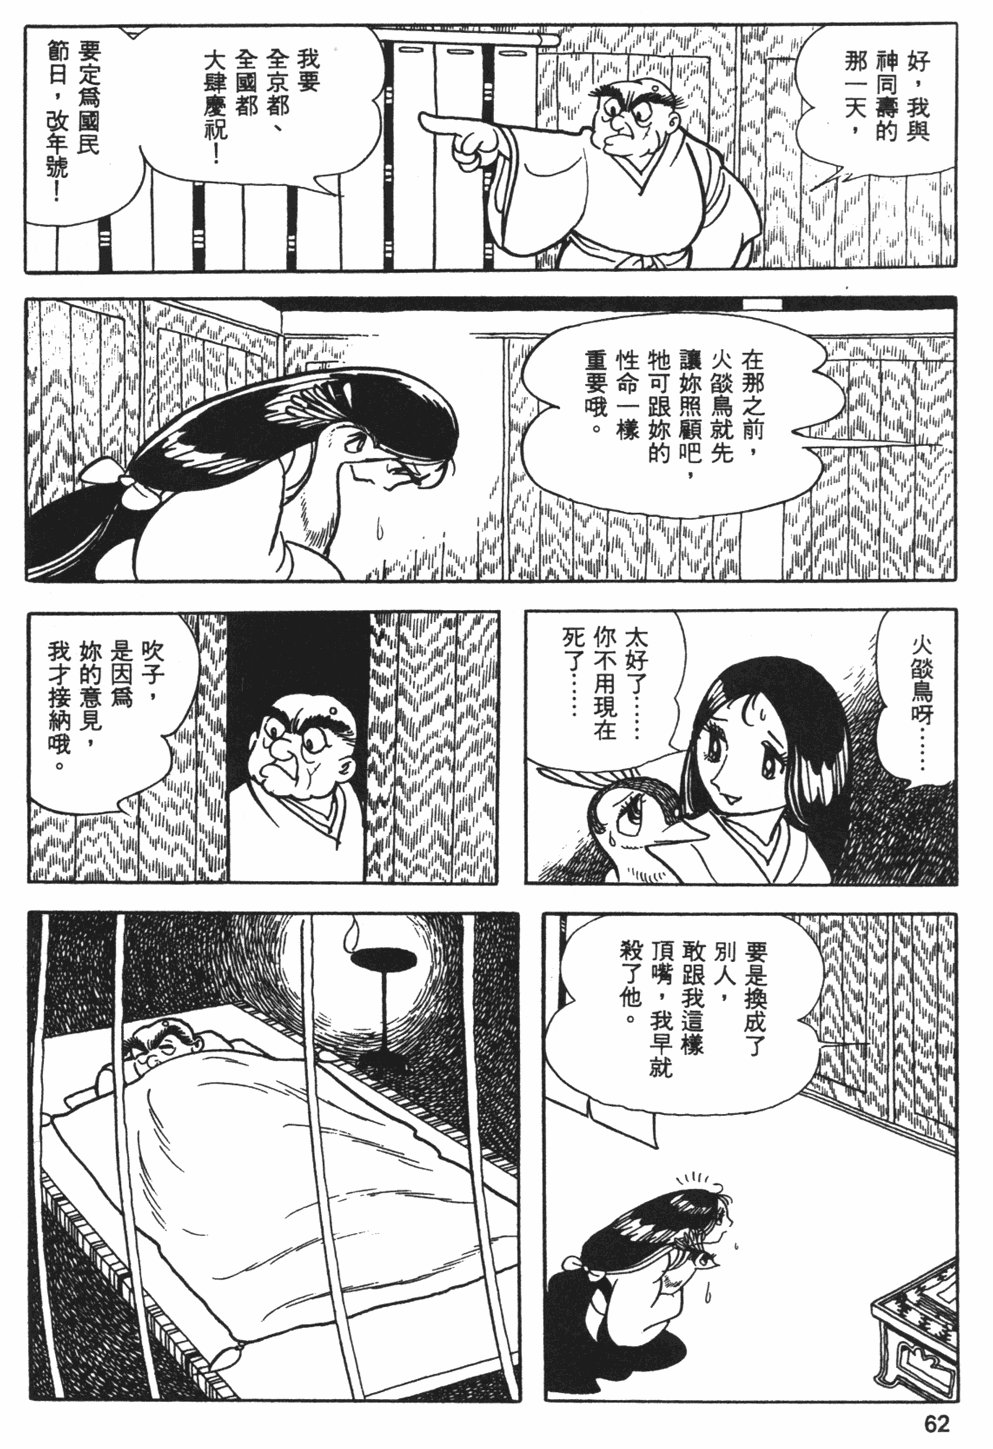 好，我與
神同壽的
那一天，
我要
全京都、
全國都
大肆慶祝！
要定為國民
節日，改年號！
在那之前，
火燄鳥就先
讓妳照顧吧，
牠可跟妳的
性命一樣
重要哦。
火燄鳥呀……
太好了……
你不用現在
死了……
吹子，
是因為
妳的意見，
我才接納哦。
要是換成了
別人，
敢跟我這樣
頂嘴，我早就
殺了他。
62